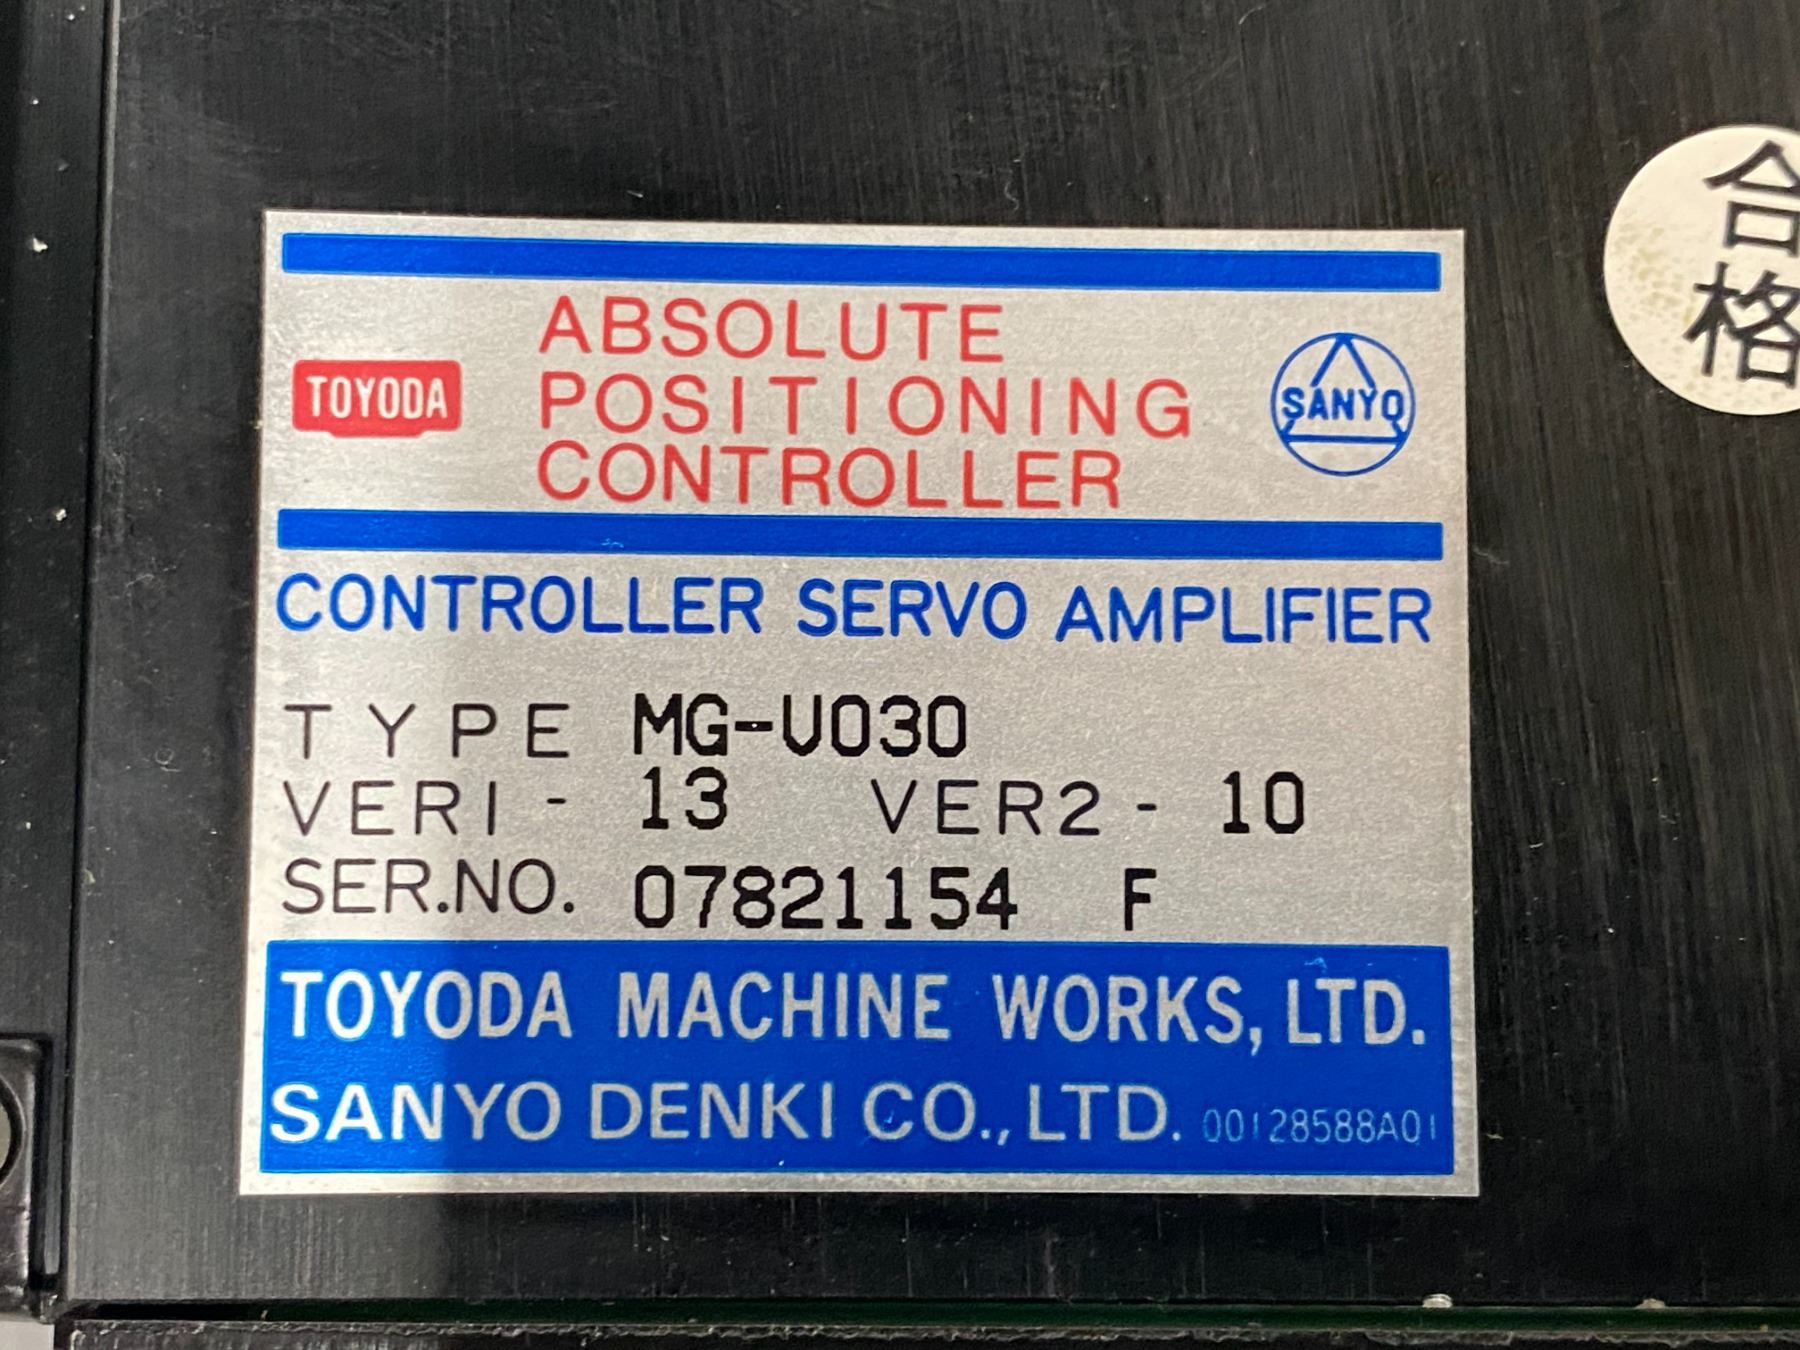 ABSOLUTE
TOYODA POSITIONING SANYO
CONTROLLER
CONTROLLER SERVO AMPLIFIER
TYPE MG-V030
VER1 - 13 VER2 - 10
SER.NO. 07821154 F
TOYODA MACHINE WORKS, LTD.
SANYO DENKI CO., LTD. 00128588A01
合格